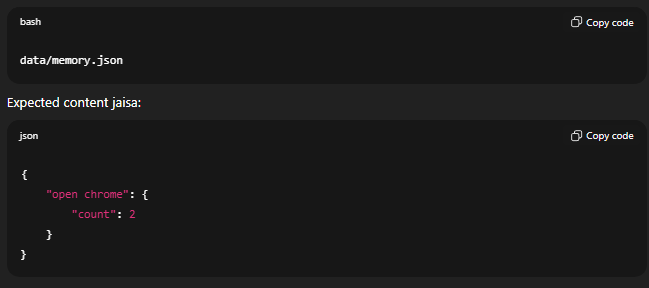 bash
Copy code
data/memory.json
Expected content jaisa:
json
Copy code
{
    "open chrome": {
        "count": 2
    }
}